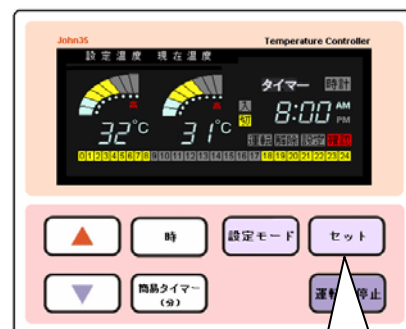 John35 Temperature Controller
設定温度 現在温度
タイマー 時計
入
切
8:00 AM
PM
32°C 31°C
運転 解除 設定 確認
0 1 2 3 4 5 6 7 8 9 10 11 12 13 14 15 16 17 18 19 20 21 22 23 24
▲ 時 設定モード セット
▼ 簡易タイマー
(分)
運転 停止